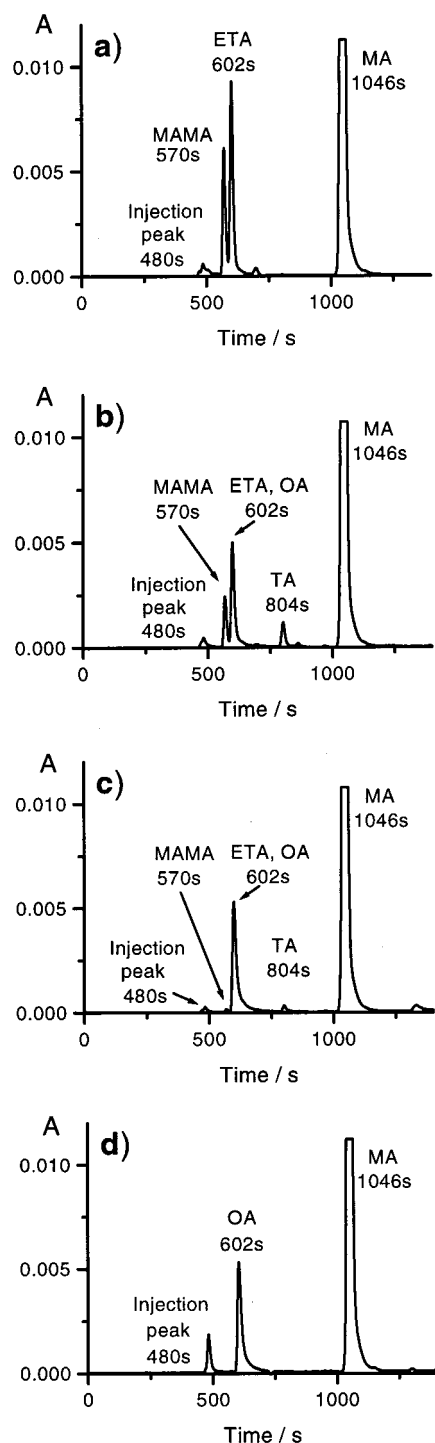 A
a)
ETA
602s
MA
1046s
MAMA
570s
Injection
peak
480s
0.010
0.005
0.000
0
500
1000
Time / s
A
b)
MA
1046s
MAMA
570s
ETA, OA
602s
Injection
peak
480s
TA
804s
0.010
0.005
0.000
0
500
1000
Time / s
A
c)
MA
1046s
MAMA
570s
ETA, OA
602s
Injection
peak
480s
TA
804s
0.010
0.005
0.000
0
500
1000
Time / s
A
d)
MA
1046s
OA
602s
Injection
peak
480s
0.010
0.005
0.000
0
500
1000
Time / s